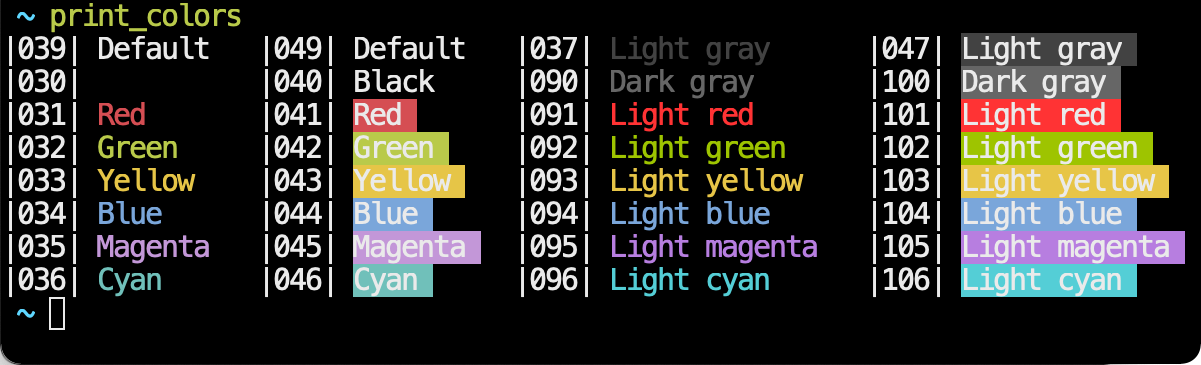 ~ print_colors
|039| Default |049| Default |037| Light gray |047| Light gray
|030| |040| Black |090| Dark gray |100| Dark gray
|031| Red |041| Red |091| Light red |101| Light red
|032| Green |042| Green |092| Light green |102| Light green
|033| Yellow |043| Yellow |093| Light yellow |103| Light yellow
|034| Blue |044| Blue |094| Light blue |104| Light blue
|035| Magenta |045| Magenta |095| Light magenta |105| Light magenta
|036| Cyan |046| Cyan |096| Light cyan |106| Light cyan
~